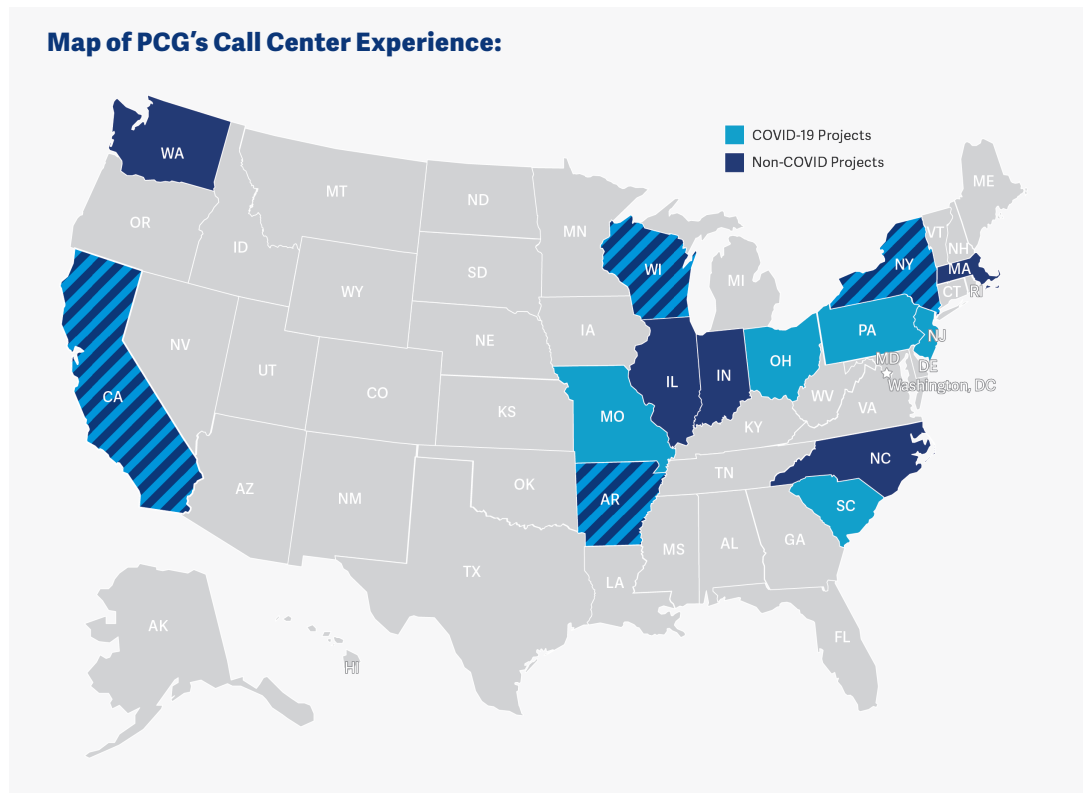 Map of PCG's Call Center Experience:
COVID-19 Projects
Non-COVID Projects
WA
MT
ND
MN
ME
OR
ID
SD
WI
MI
VT
NH
NY
MA
CT
RI
WY
IA
NE
PA
NJ
NV
UT
CO
CA
KS
MO
IL
IN
OH
MD
DE
Washington, DC
WV
VA
KY
AZ
NM
OK
AR
TN
NC
SC
TX
LA
MS
AL
GA
FL
AK
HI